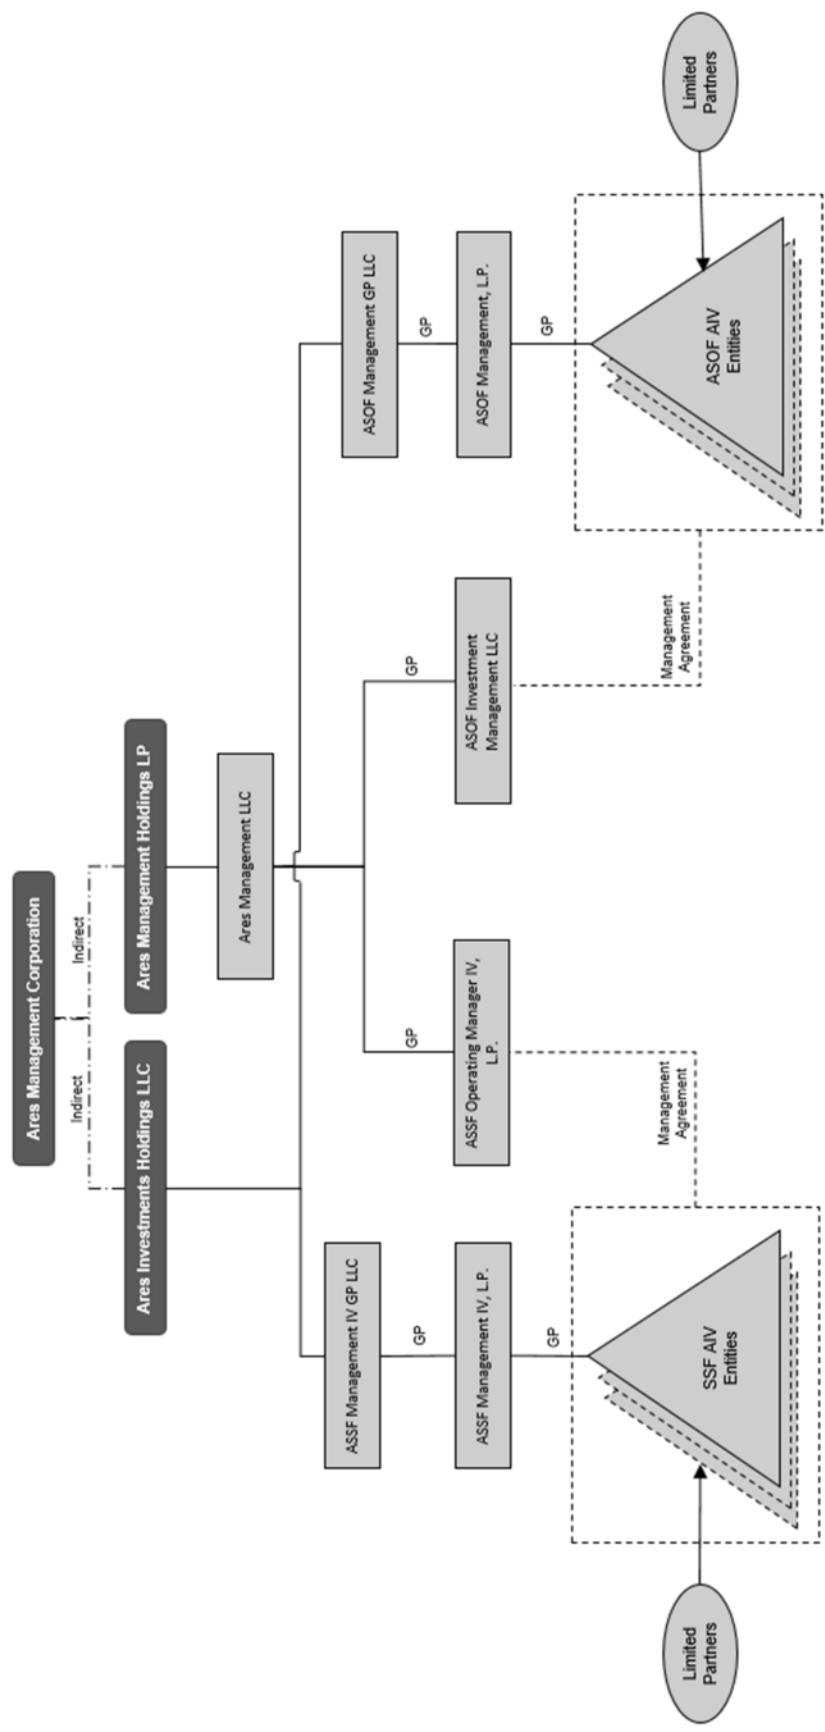 Ares Management Corporation
Indirect
Indirect
Ares Investments Holdings LLC
Ares Management Holdings LP
Ares Management LLC
ASSF Management IV GP LLC
ASOF Management GP LLC
GP
GP
GP
GP
ASSF Management IV, L.P.
ASSF Operating Manager IV,
L.P.
ASOF Investment
Management LLC
ASOF Management, L.P.
GP
GP
Management
Agreement
Management
Agreement
Limited
Partners
SSF AIV
Entities
ASOF AIV
Entities
Limited
Partners